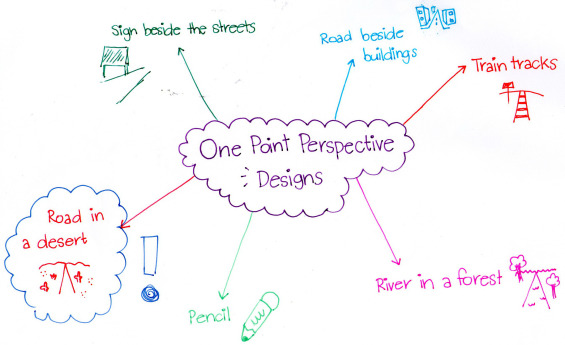 Sign beside the streets
Road beside
buildings
Train tracks
One Point Perspective
Designs
Road in
a desert
!
River in a forest
Pencil